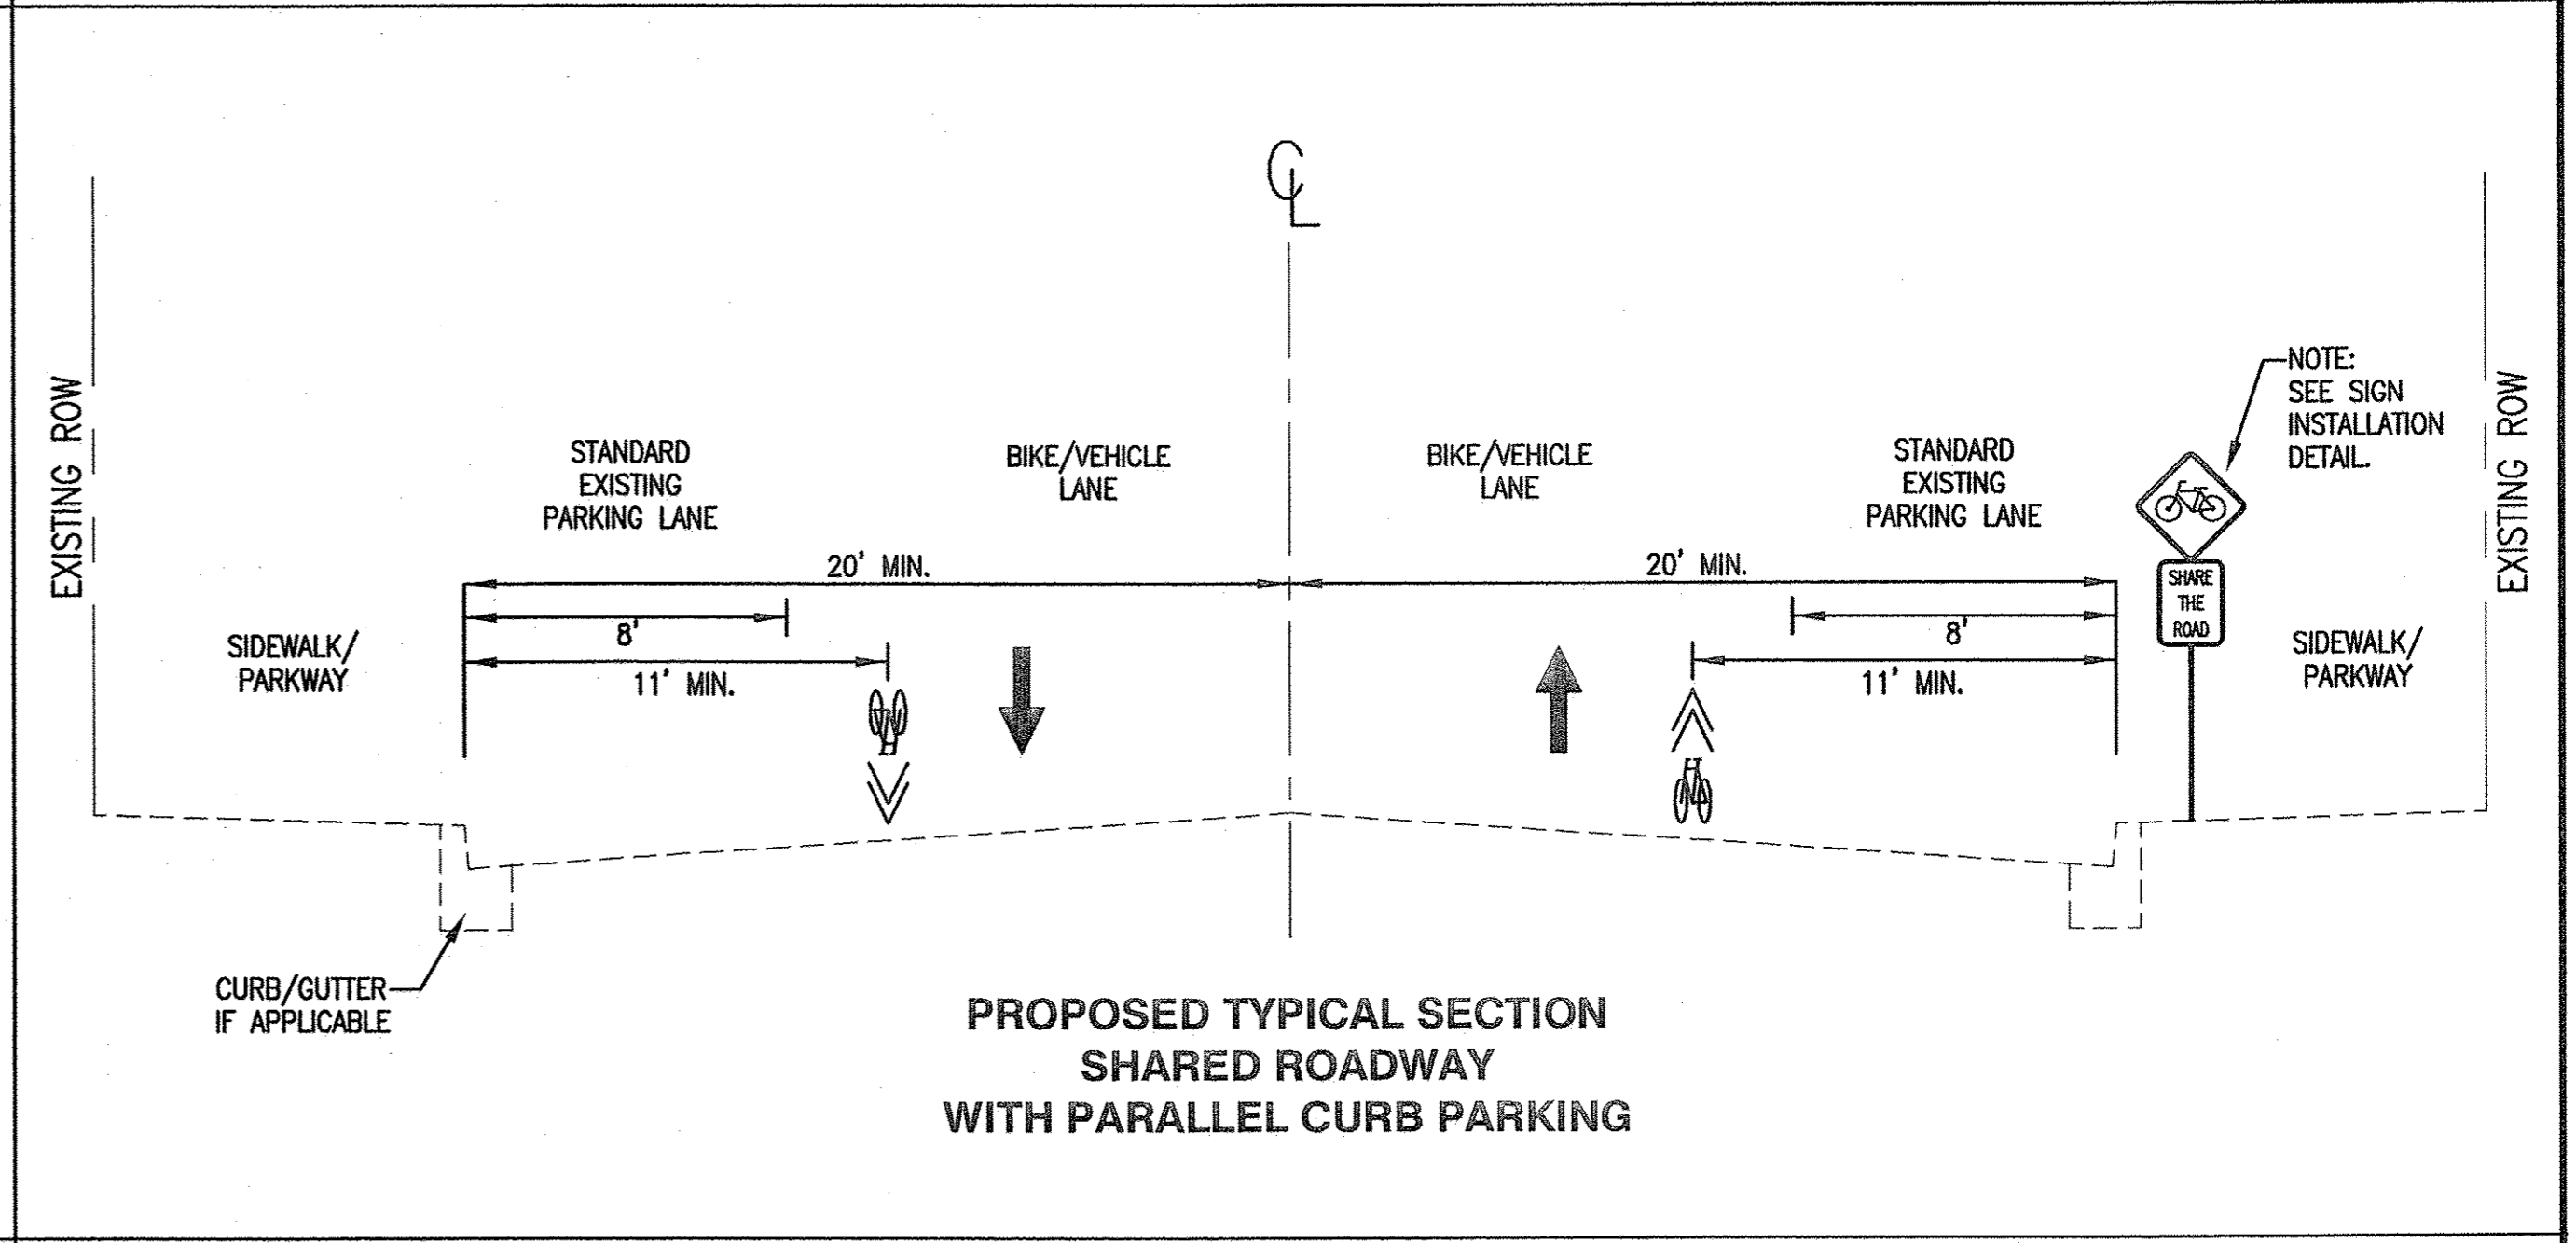 CL
EXISTING ROW
STANDARD
EXISTING
PARKING LANE
BIKE/VEHICLE
LANE
BIKE/VEHICLE
LANE
STANDARD
EXISTING
PARKING LANE
NOTE:
SEE SIGN
INSTALLATION
DETAIL.
EXISTING ROW
20' MIN.
20' MIN.
SHARE
THE
ROAD
8'
8'
SIDEWALK/
PARKWAY
11' MIN.
11' MIN.
SIDEWALK/
PARKWAY
CURB/GUTTER
IF APPLICABLE
PROPOSED TYPICAL SECTION
SHARED ROADWAY
WITH PARALLEL CURB PARKING